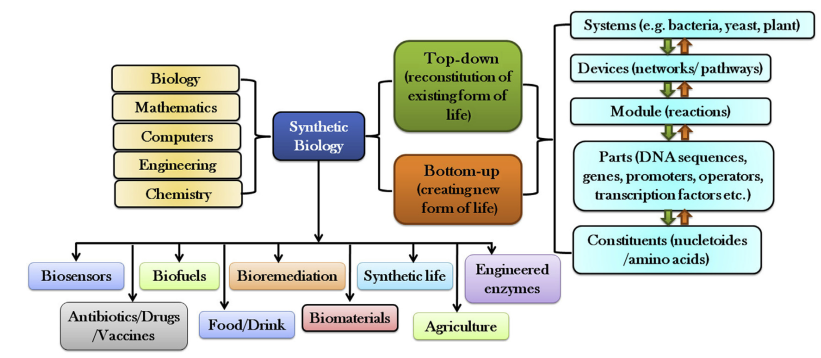 Biology
Mathematics
Computers
Engineering
Chemistry
Synthetic
Biology
Top-down
(reconstitution of
existing form of
life)
Bottom-up
(creating new
form of life)
Systems (e.g. bacteria, yeast, plant)
Devices (networks/ pathways)
Module (reactions)
Parts (DNA sequences,
genes, promoters, operators,
transcription factors etc.)
Constituents (nucletoides
/amino acids)
Biosensors
Biofuels
Bioremediation
Synthetic life
Engineered
enzymes
Antibiotics/Drugs
/Vaccines
Food/Drink
Biomaterials
Agriculture